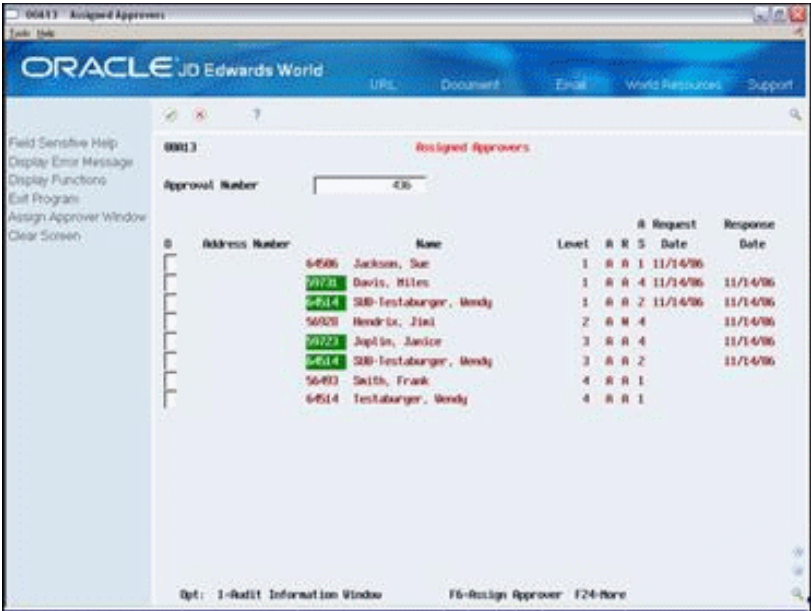 00A13 Assigned Approvers
Tools Help
ORACLE JD Edwards World
URL Document Email World Resources Support
?
Field Sensitive Help
Display Error Message
Display Functions
Exit Program
Assign Approver Window
Clear Screen
00A13 Assigned Approvers
Approval Number 436
A Request Response
O Address Number Name Level A R S Date Date
64506 Jackson, Sue 1 A A 1 11/14/06
59731 Davis, Miles 1 A A 4 11/14/06 11/14/06
64514 SUB-Testaburger, Wendy 1 A A 2 11/14/06 11/14/06
56928 Hendrix, Jimi 2 A N 4 11/14/06
59723 Joplin, Janice 3 A A 4 11/14/06
64514 SUB-Testaburger, Wendy 3 A A 2 11/14/06
56493 Smith, Frank 4 A A 1
64514 Testaburger, Wendy 4 A A 1
Opt: 1-Audit Information Window F6-Assign Approver F24-More